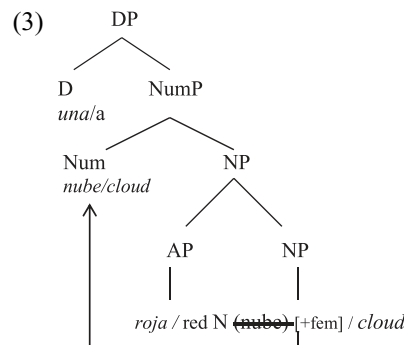 (3) DP
D NumP
una/a
Num NP
nube/cloud
AP NP
roja / red N (nube) [+fem] / cloud